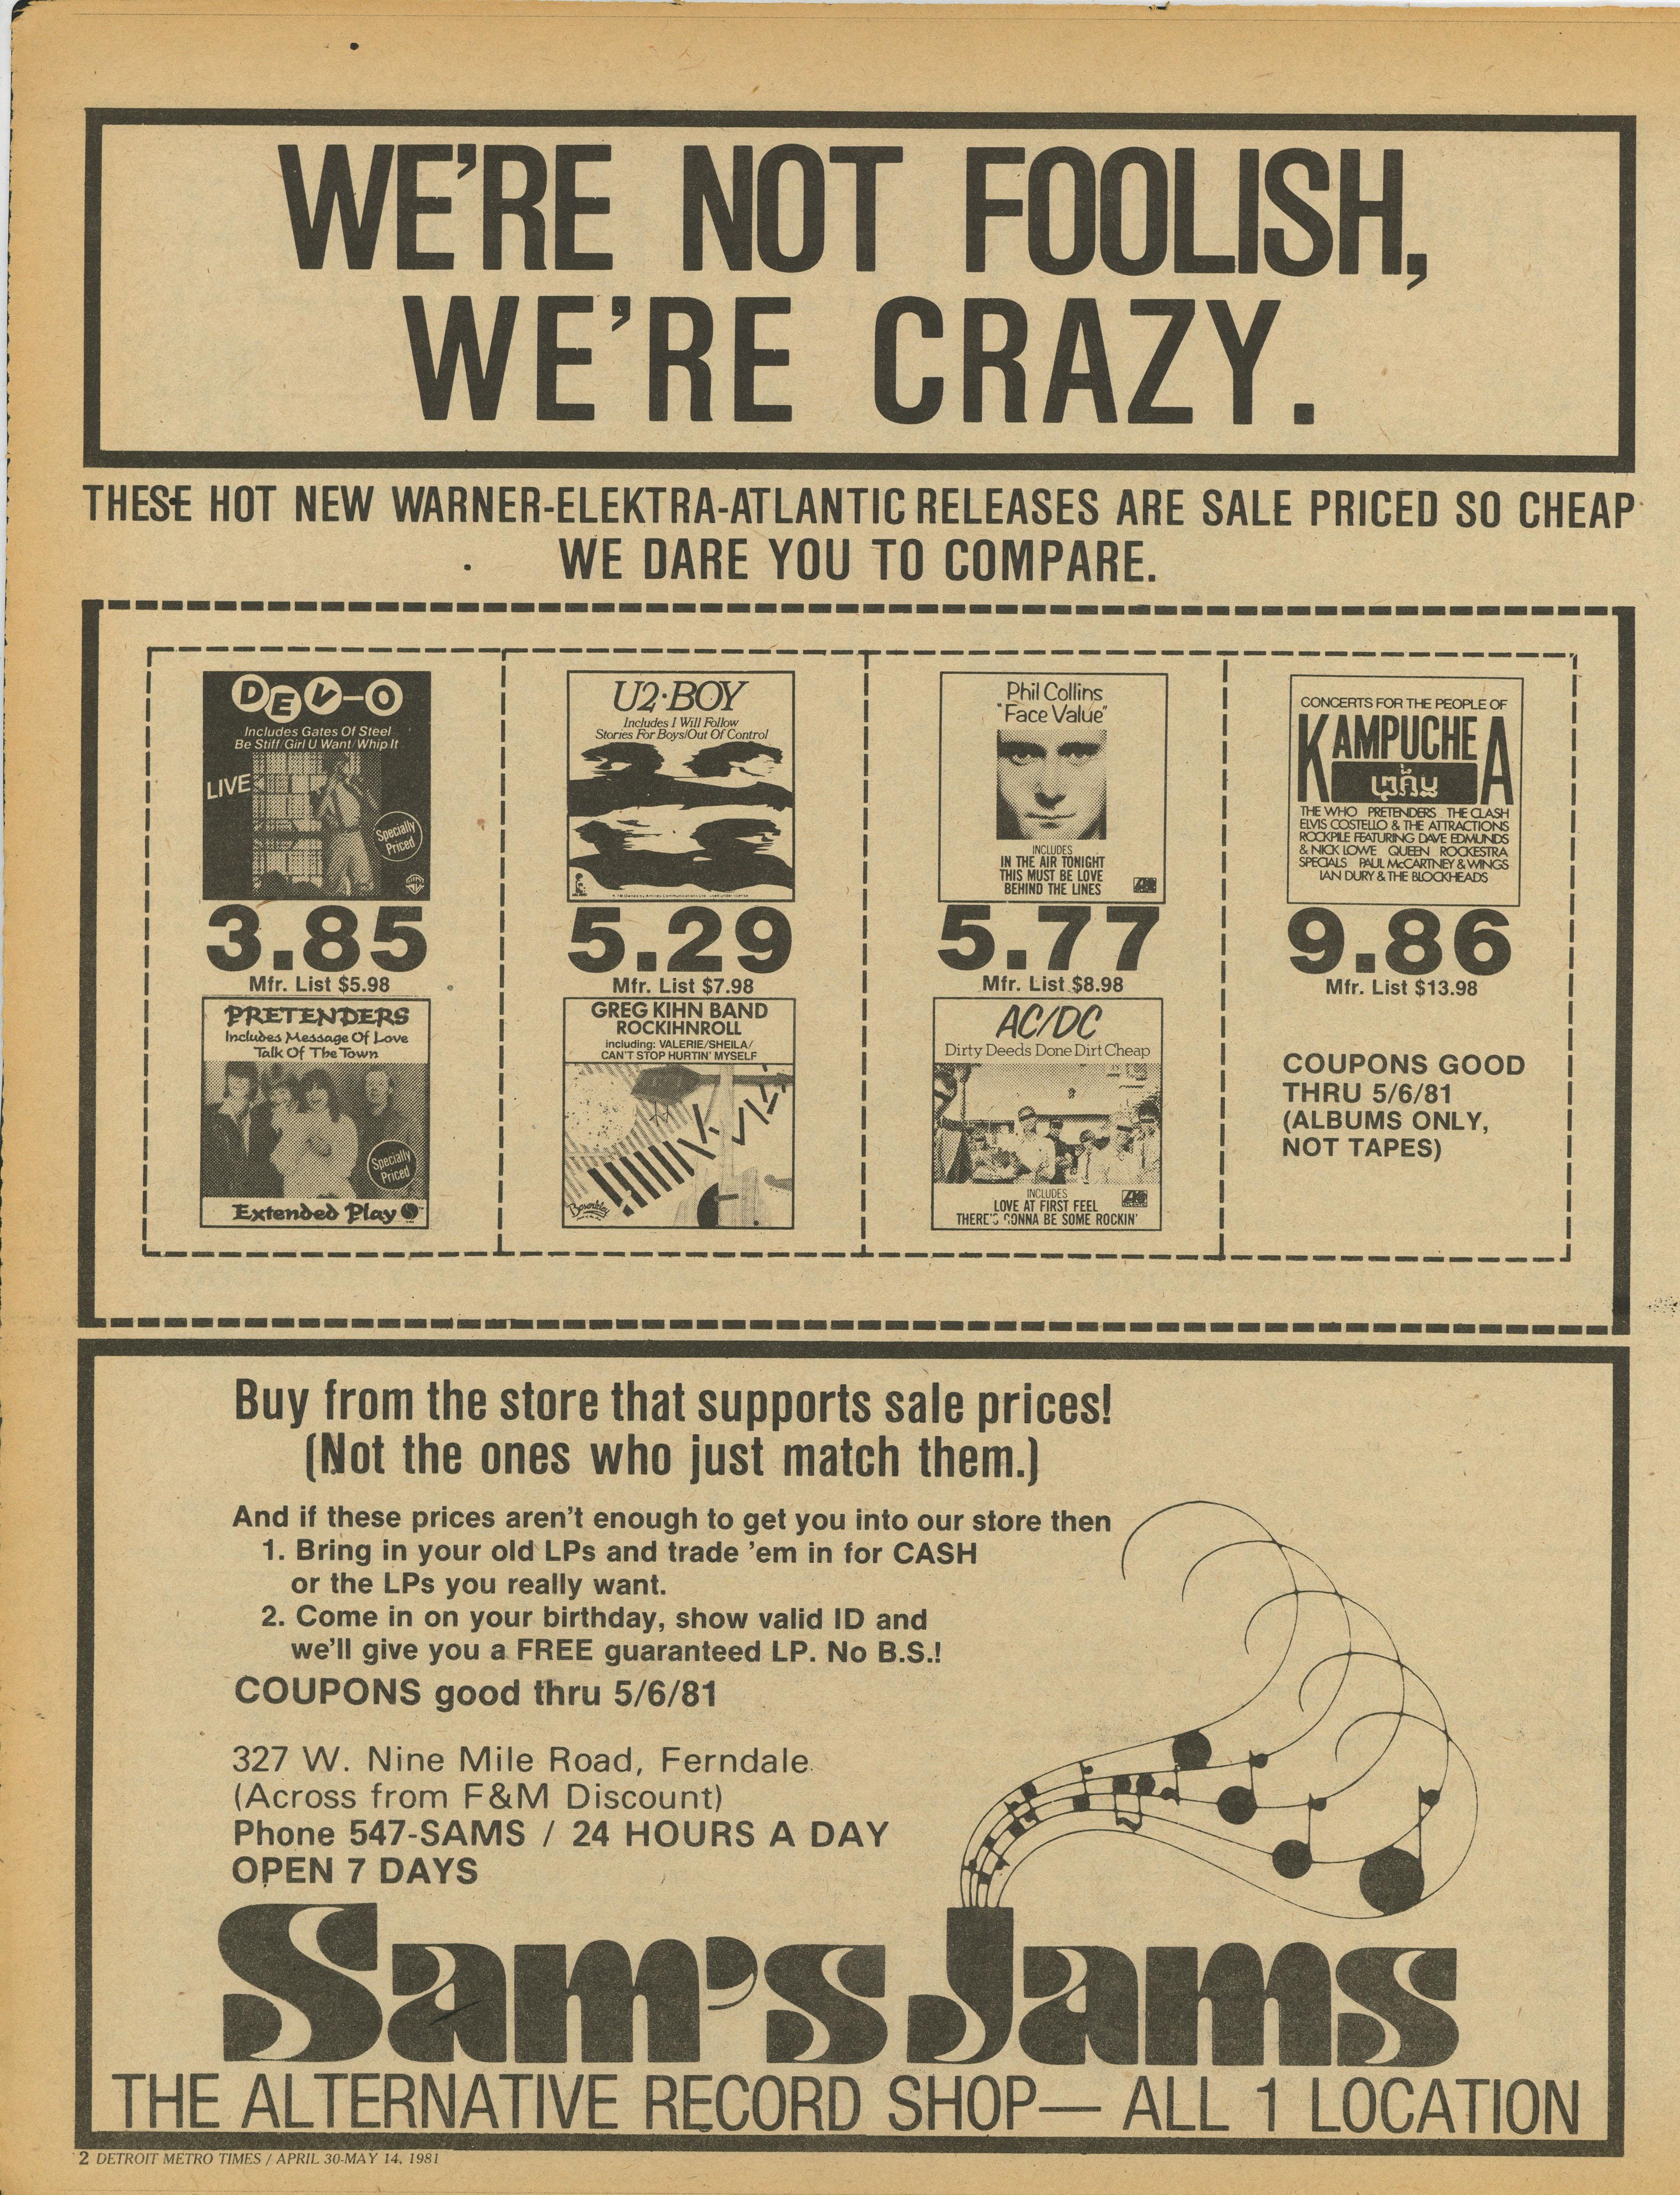 WE'RE NOT FOOLISH,
WE'RE CRAZY.
THESE HOT NEW WARNER-ELEKTRA-ATLANTIC RELEASES ARE SALE PRICED SO CHEAP
WE DARE YOU TO COMPARE.
DEV-O
Includes Gates Of Steel
Be Stiff/Girl U Want/Whip It
LIVE
Specially
Priced
3.85
Mfr. List $5.98
PRETENDERS
Includes Message Of Love
Talk Of The Town
Specially
Priced
Extended Play
U2·BOY
Includes I Will Follow
Stories For Boys/Out Of Control
5.29
Mfr. List $7.98
GREG KIHN BAND
ROCKIHNROLL
including: VALERIE/SHEILA/
CAN'T STOP HURTIN' MYSELF
Beserkley
Phil Collins
"Face Value"
INCLUDES
IN THE AIR TONIGHT
THIS MUST BE LOVE
BEHIND THE LINES
5.77
Mfr. List $8.98
AC/DC
Dirty Deeds Done Dirt Cheap
INCLUDES
LOVE AT FIRST FEEL
THERE'S GONNA BE SOME ROCKIN'
CONCERTS FOR THE PEOPLE OF
KAMPUCHEA
THE WHO PRETENDERS THE CLASH
ELVIS COSTELLO & THE ATTRACTIONS
ROCKPILE FEATURING DAVE EDMUNDS
& NICK LOWE QUEEN ROCKESTRA
SPECIALS PAUL McCARTNEY & WINGS
IAN DURY & THE BLOCKHEADS
9.86
Mfr. List $13.98
COUPONS GOOD
THRU 5/6/81
(ALBUMS ONLY,
NOT TAPES)
Buy from the store that supports sale prices!
(Not the ones who just match them.)
And if these prices aren't enough to get you into our store then
1. Bring in your old LPs and trade 'em in for CASH
or the LPs you really want.
2. Come in on your birthday, show valid ID and
we'll give you a FREE guaranteed LP. No B.S.!
COUPONS good thru 5/6/81
327 W. Nine Mile Road, Ferndale
(Across from F&M Discount)
Phone 547-SAMS / 24 HOURS A DAY
OPEN 7 DAYS
Sam's Jams
THE ALTERNATIVE RECORD SHOP— ALL 1 LOCATION
2 DETROIT METRO TIMES / APRIL 30-MAY 14, 1981